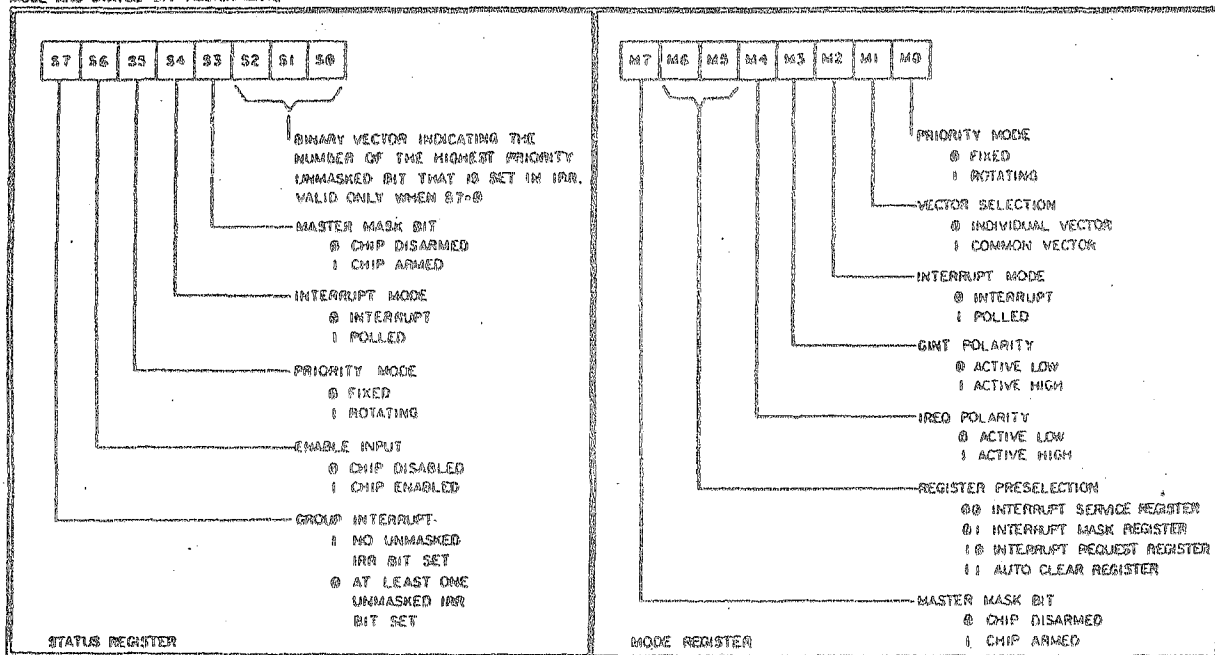 S7 S6 S5 S4 S3 S2 S1 S0
BINARY VECTOR INDICATING THE
NUMBER OF THE HIGHEST PRIORITY
UNMASKED BIT THAT IS SET IN IRR.
VALID ONLY WHEN S7=0
MASTER MASK BIT
0 CHIP DISARMED
1 CHIP ARMED
INTERRUPT MODE
0 INTERRUPT
1 POLLED
PRIORITY MODE
0 FIXED
1 ROTATING
ENABLE INPUT
0 CHIP DISABLED
1 CHIP ENABLED
GROUP INTERRUPT
1 NO UNMASKED
IRR BIT SET
0 AT LEAST ONE
UNMASKED IRR
BIT SET
STATUS REGISTER
M7 M6 M5 M4 M3 M2 M1 M0
PRIORITY MODE
0 FIXED
1 ROTATING
VECTOR SELECTION
0 INDIVIDUAL VECTOR
1 COMMON VECTOR
INTERRUPT MODE
0 INTERRUPT
1 POLLED
GINT POLARITY
0 ACTIVE LOW
1 ACTIVE HIGH
IREQ POLARITY
0 ACTIVE LOW
1 ACTIVE HIGH
REGISTER PRESELECTION
00 INTERRUPT SERVICE REGISTER
01 INTERRUPT MASK REGISTER
10 INTERRUPT REQUEST REGISTER
11 AUTO CLEAR REGISTER
MASTER MASK BIT
0 CHIP DISARMED
1 CHIP ARMED
MODE REGISTER